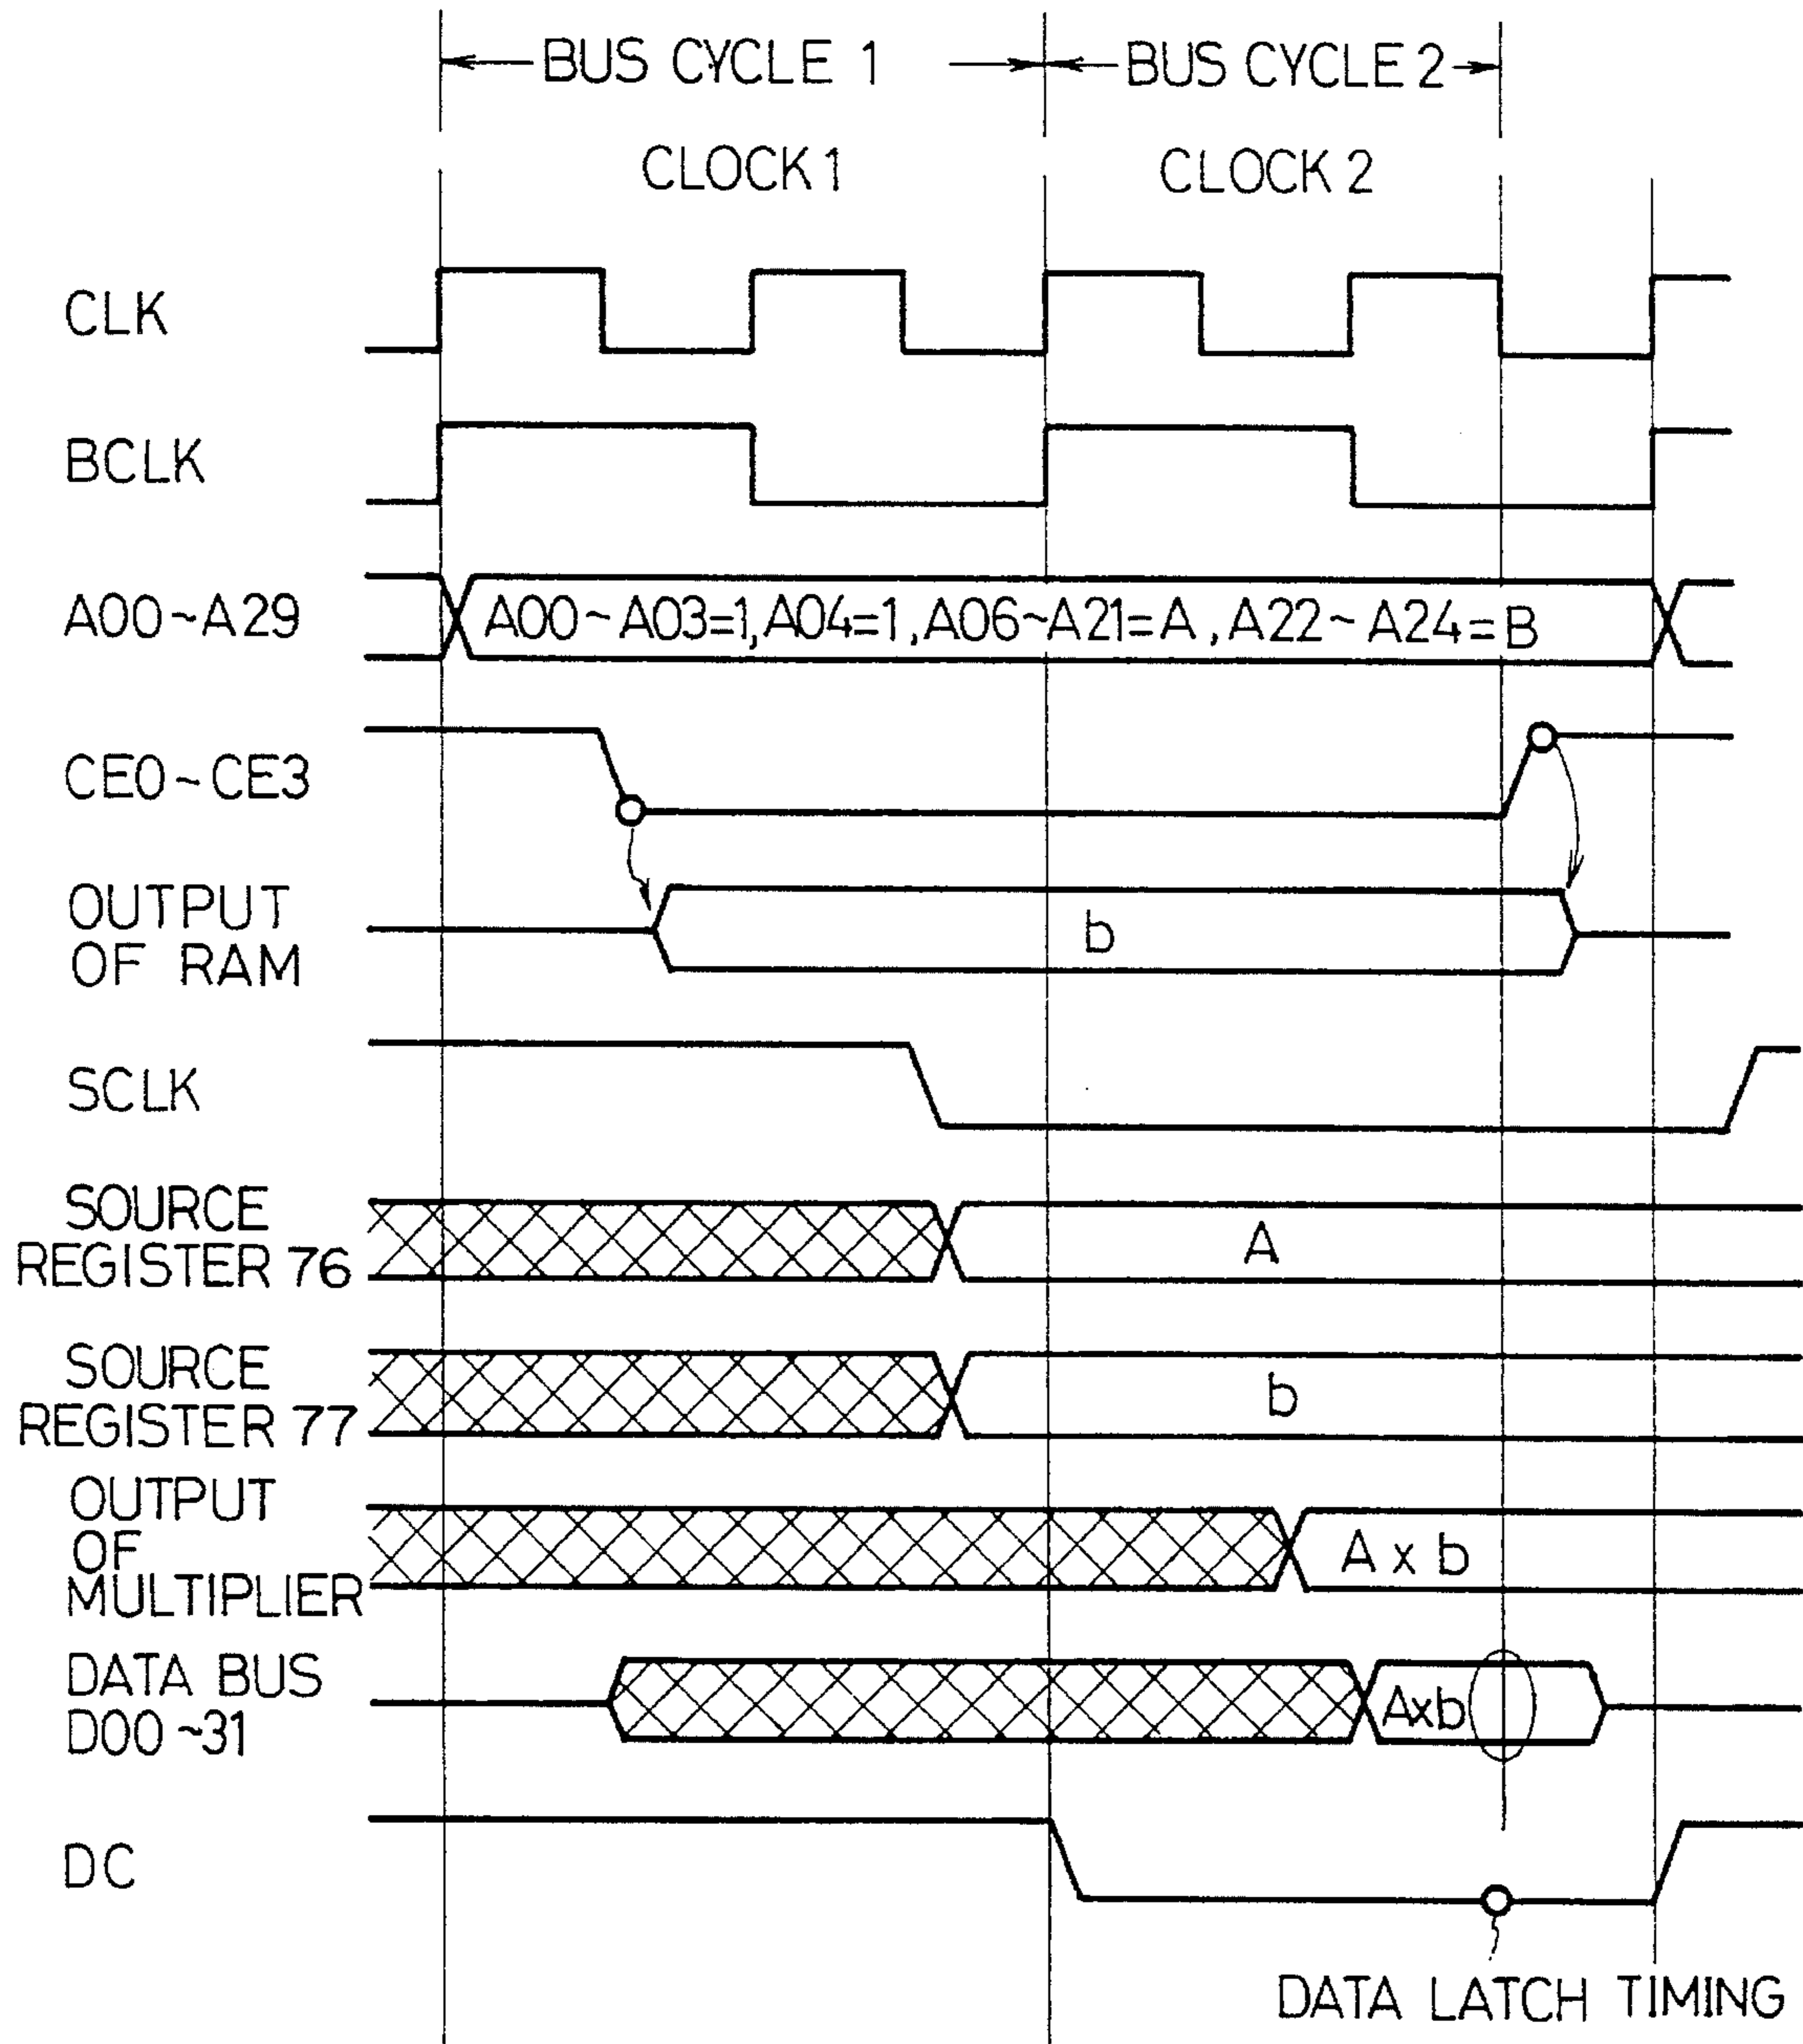 BUS CYCLE 1 BUS CYCLE 2
CLOCK 1 CLOCK 2
CLK
BCLK
A00~A29 A00~A03=1,A04=1,A06~A21=A,A22~A24=B
CE0~CE3
OUTPUT
OF RAM
b
SCLK
SOURCE
REGISTER 76
A
SOURCE
REGISTER 77
b
OUTPUT
OF
MULTIPLIER
A x b
DATA BUS
D00~31
Axb
DC
DATA LATCH TIMING